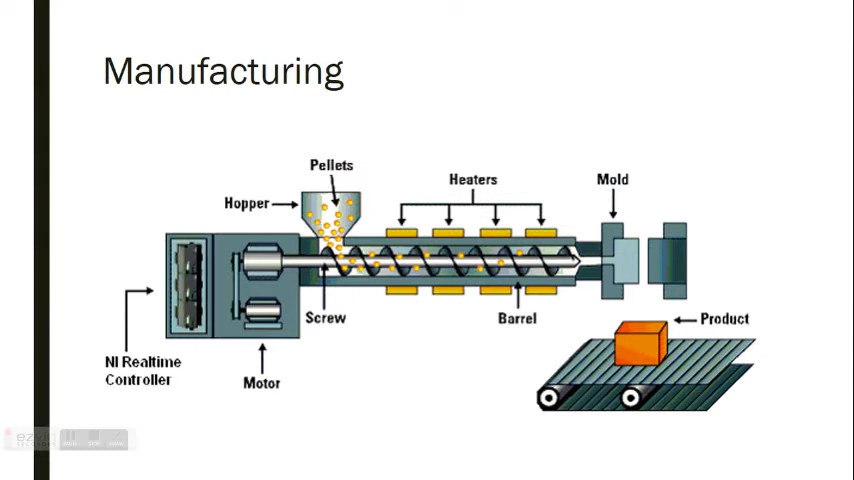 Manufacturing
Pellets
Heaters
Mold
Hopper
Screw
Barrel
Product
NI Realtime
Controller
Motor